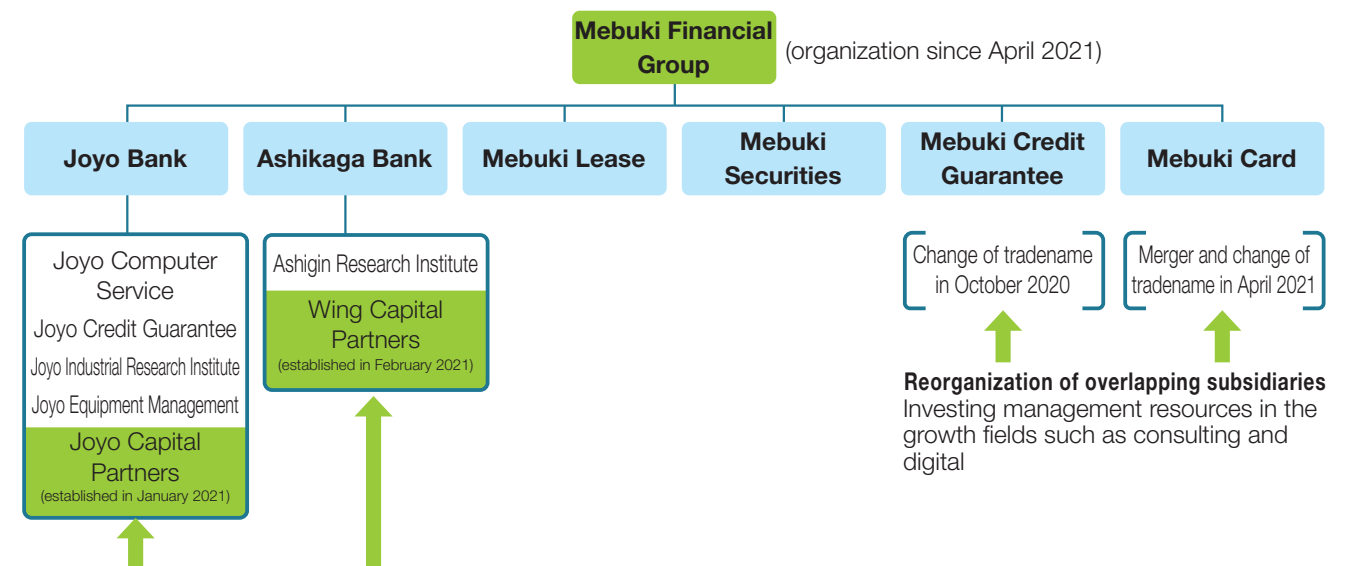 Mebuki Financial
Group
(organization since April 2021)
Joyo Bank
Ashikaga Bank
Mebuki Lease
Mebuki
Securities
Mebuki Credit
Guarantee
Mebuki Card
Joyo Computer
Service
Joyo Credit Guarantee
Joyo Industrial Research Institute
Joyo Equipment Management
Joyo Capital
Partners
(established in January 2021)
Ashigin Research Institute
Wing Capital
Partners
(established in February 2021)
Change of tradename
in October 2020
Merger and change of
tradename in April 2021
Reorganization of overlapping subsidiaries
Investing management resources in the
growth fields such as consulting and
digital